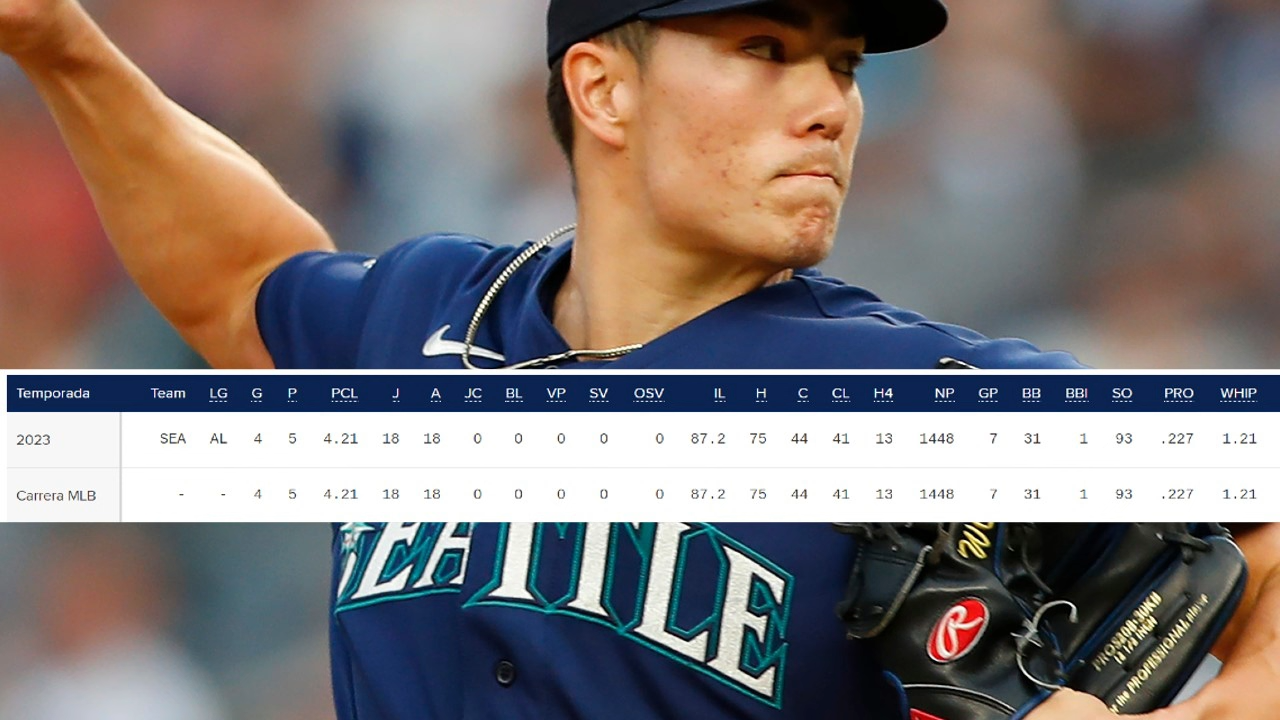 Temporada Team LG G P PCL J A JC BL VP SV OSV IL H C CL H4 NP GP BB BBI SO PRO WHIP
2023 SEA AL 4 5 4.21 18 18 0 0 0 0 0 87.2 75 44 41 13 1448 7 31 1 93 .227 1.21
Carrera MLB - - 4 5 4.21 18 18 0 0 0 0 0 87.2 75 44 41 13 1448 7 31 1 93 .227 1.21
SEATTLE
R